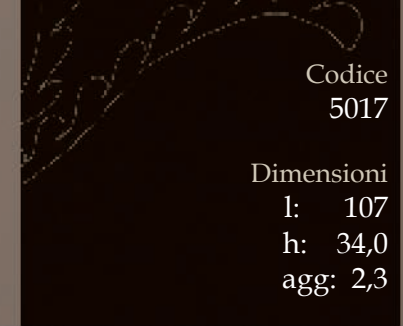 Codice
5017
Dimensioni
l: 107
h: 34,0
agg: 2,3